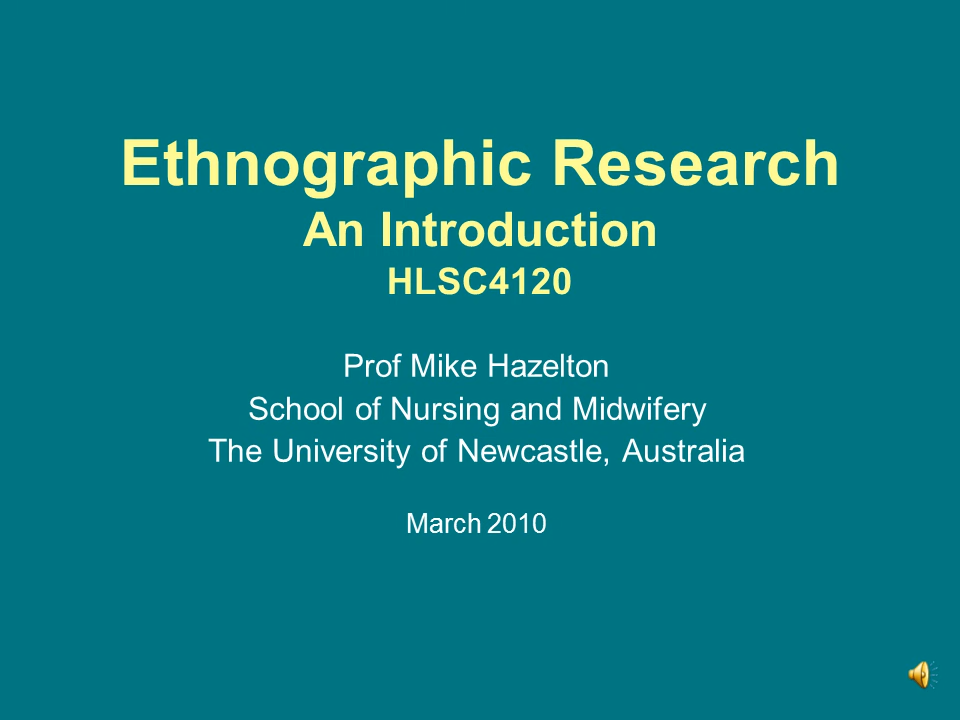 Ethnographic Research
An Introduction
HLSC4120
Prof Mike Hazelton
School of Nursing and Midwifery
The University of Newcastle, Australia
March 2010